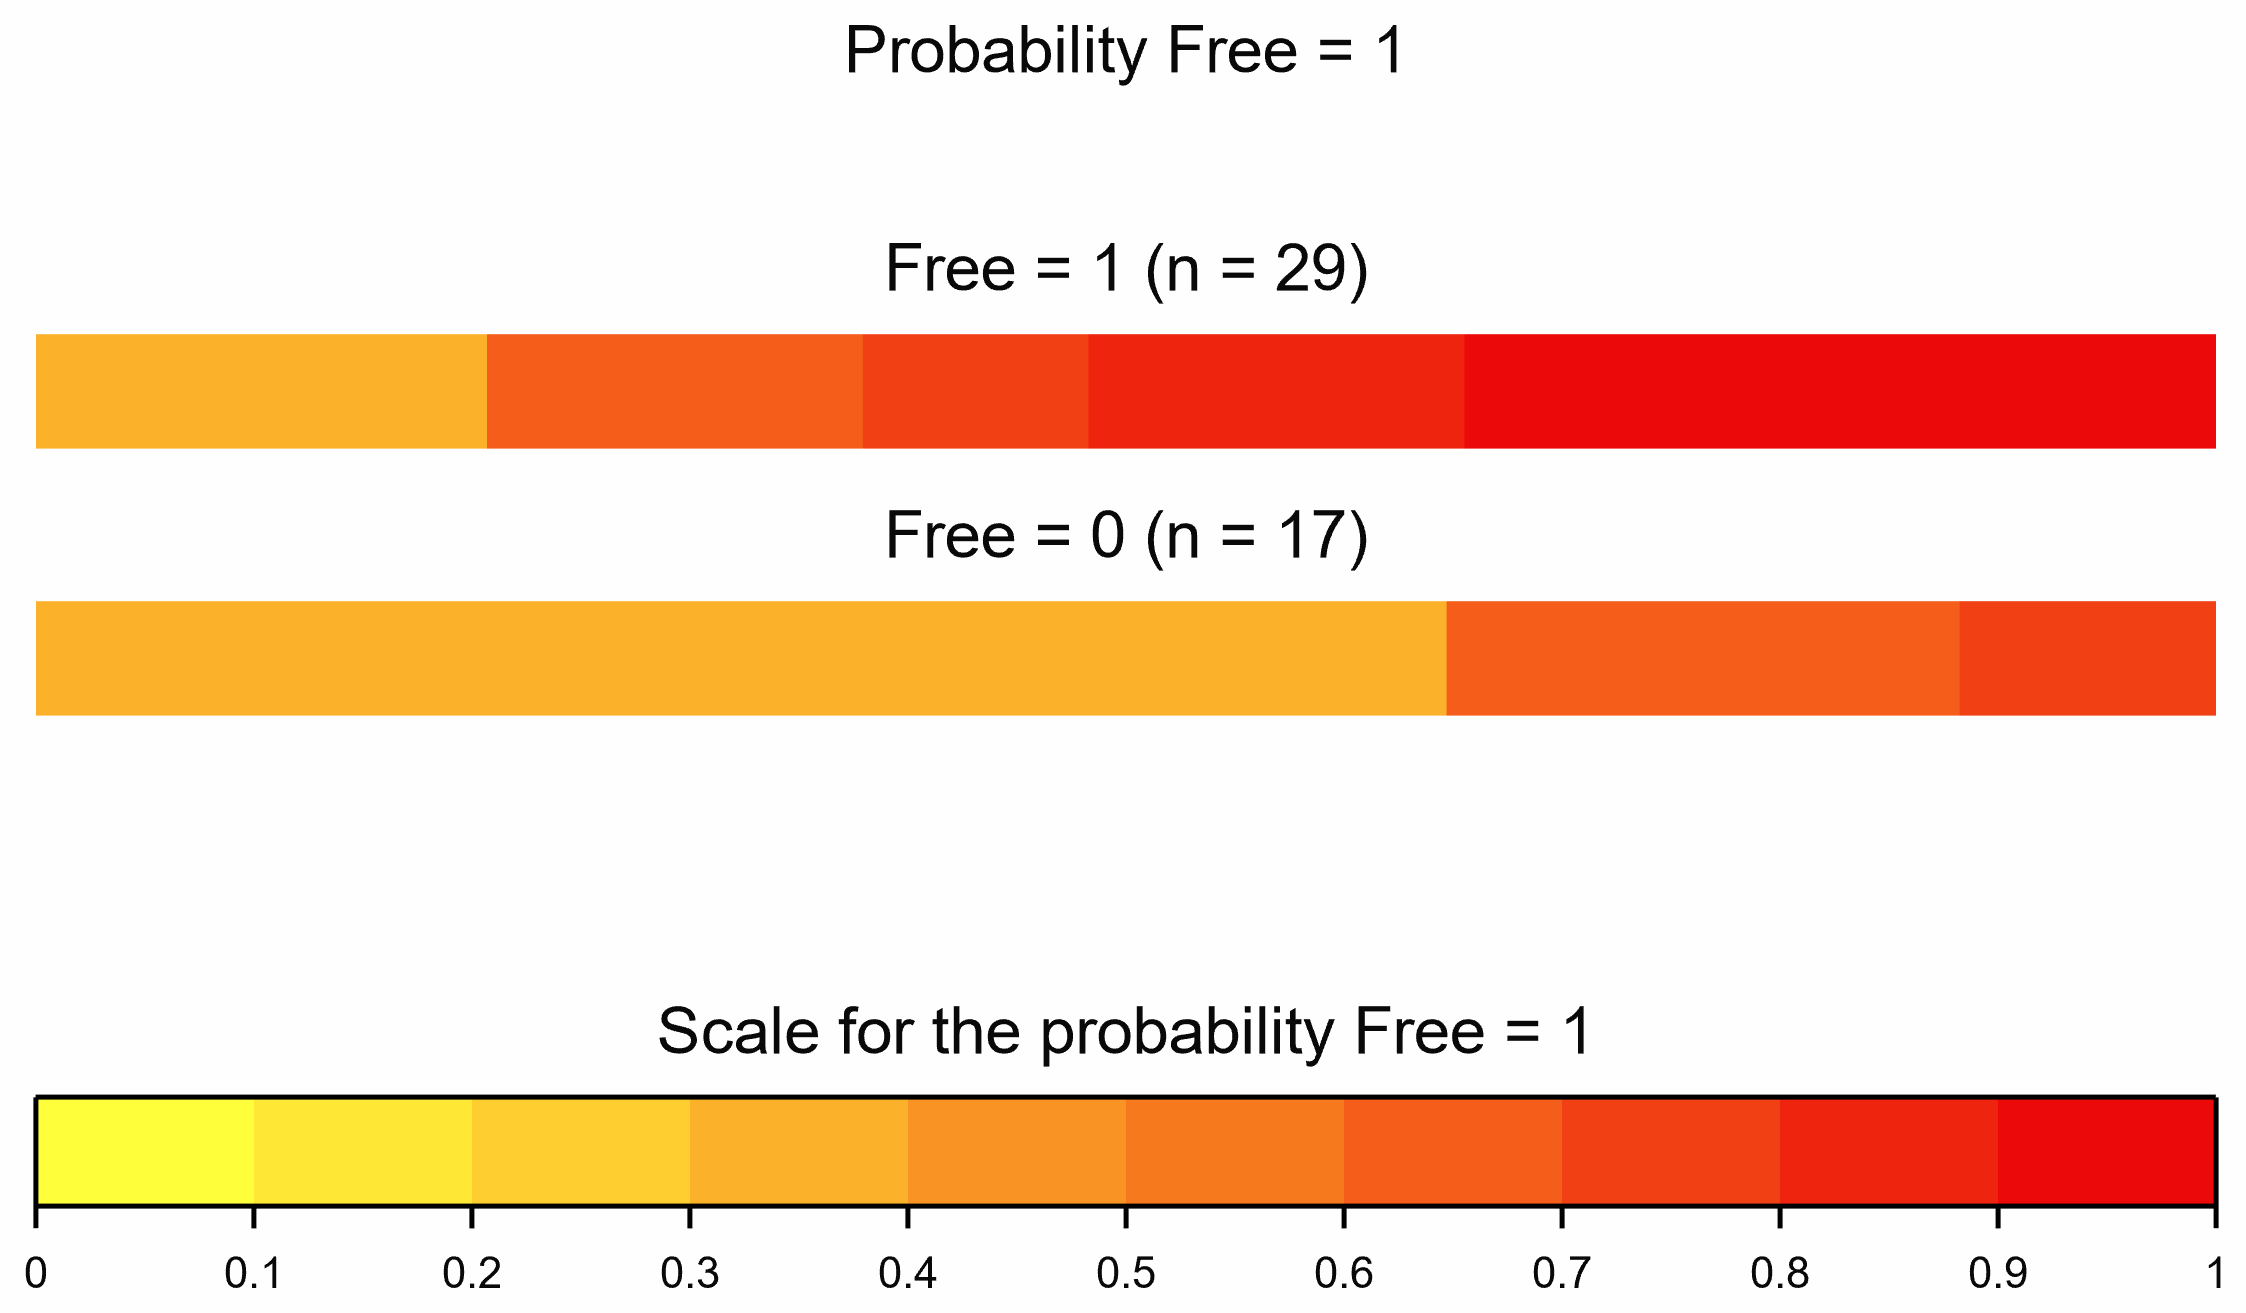 Probability Free = 1
Free = 1 (n = 29)
Free = 0 (n = 17)
Scale for the probability Free = 1
0 0.1 0.2 0.3 0.4 0.5 0.6 0.7 0.8 0.9 1